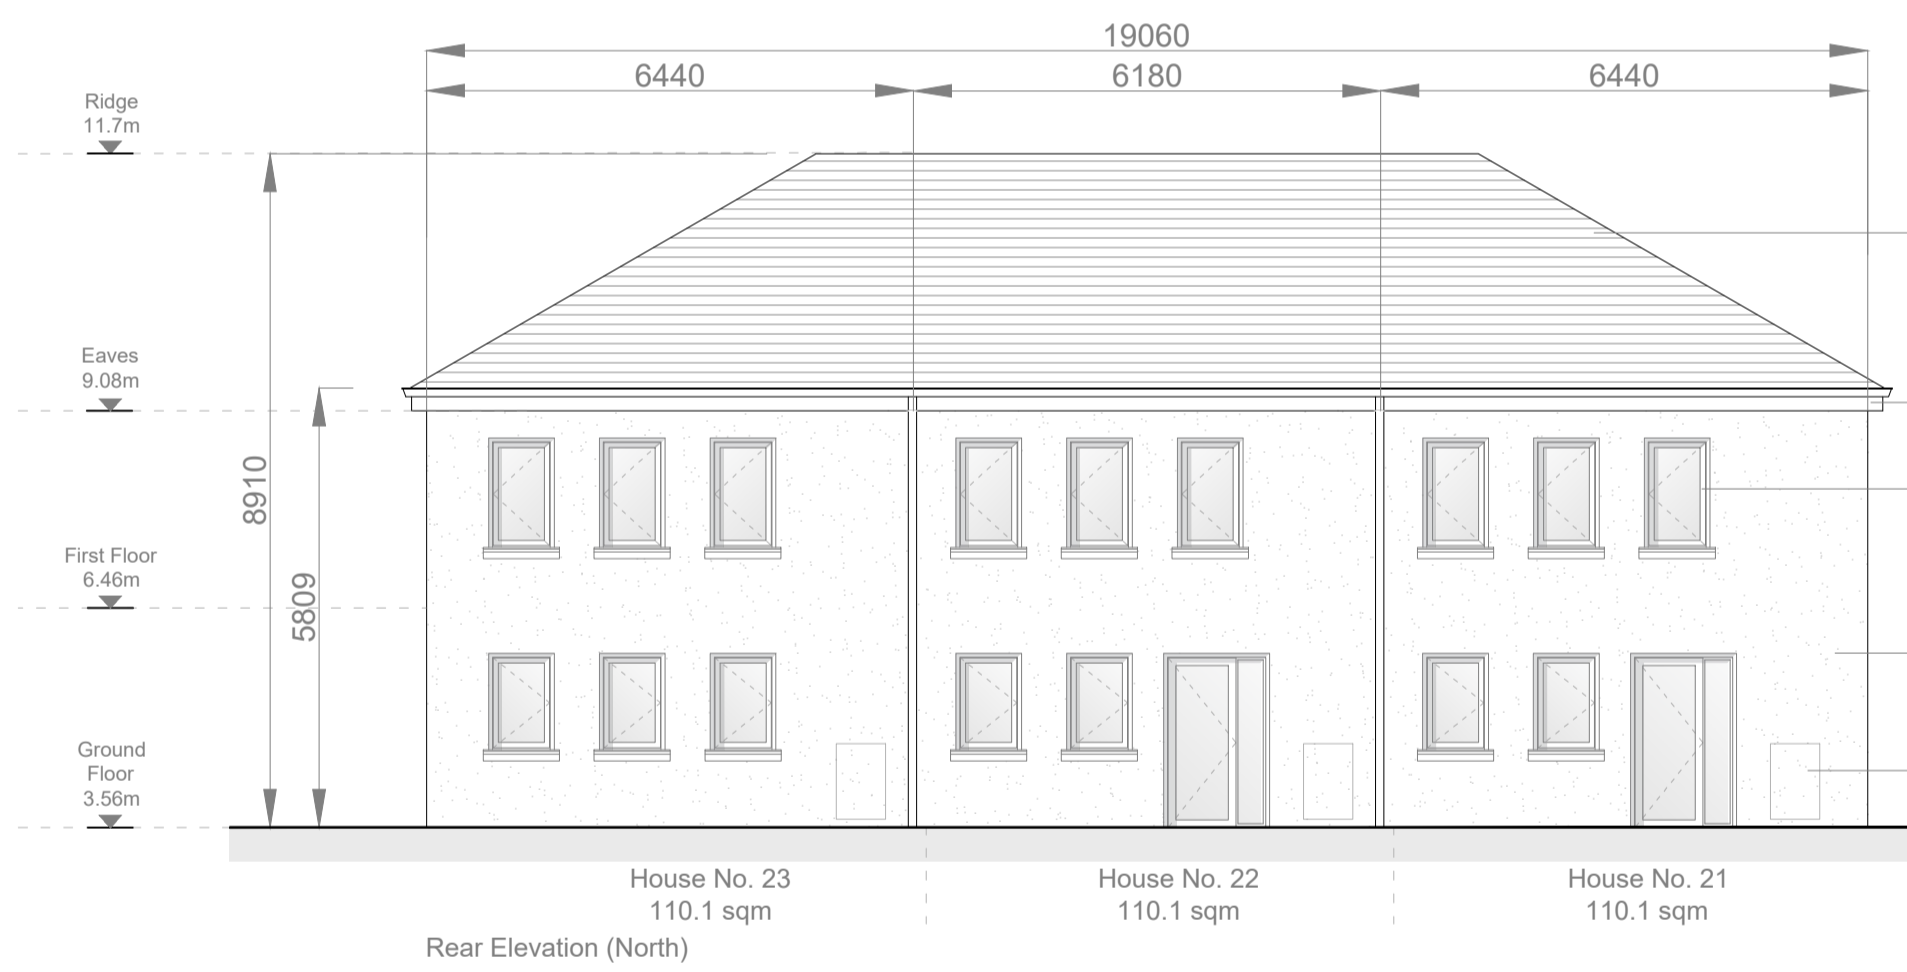 19060
6440
6180
6440
Ridge
11.7m
Eaves
9.08m
8910
First Floor
6.46m
5809
Ground
Floor
3.56m
House No. 23
110.1 sqm
House No. 22
110.1 sqm
House No. 21
110.1 sqm
Rear Elevation (North)